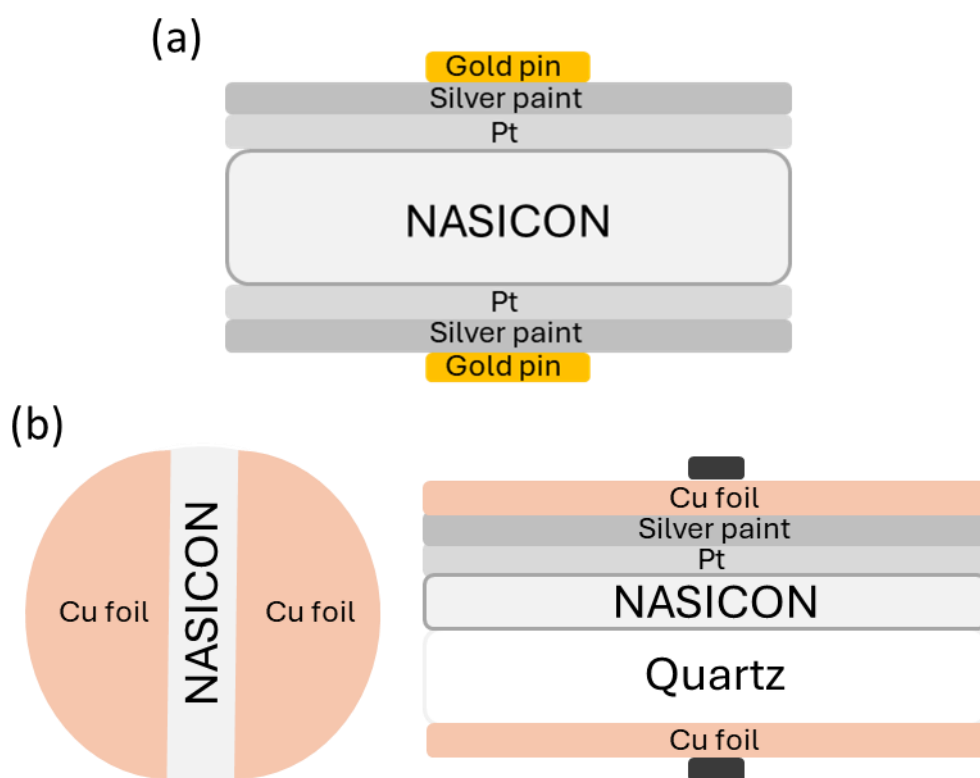 (a)
Gold pin
Silver paint
Pt
NASICON
Pt
Silver paint
Gold pin
(b)
Cu foil
NASICON
Cu foil
Cu foil
Silver paint
Pt
NASICON
Quartz
Cu foil